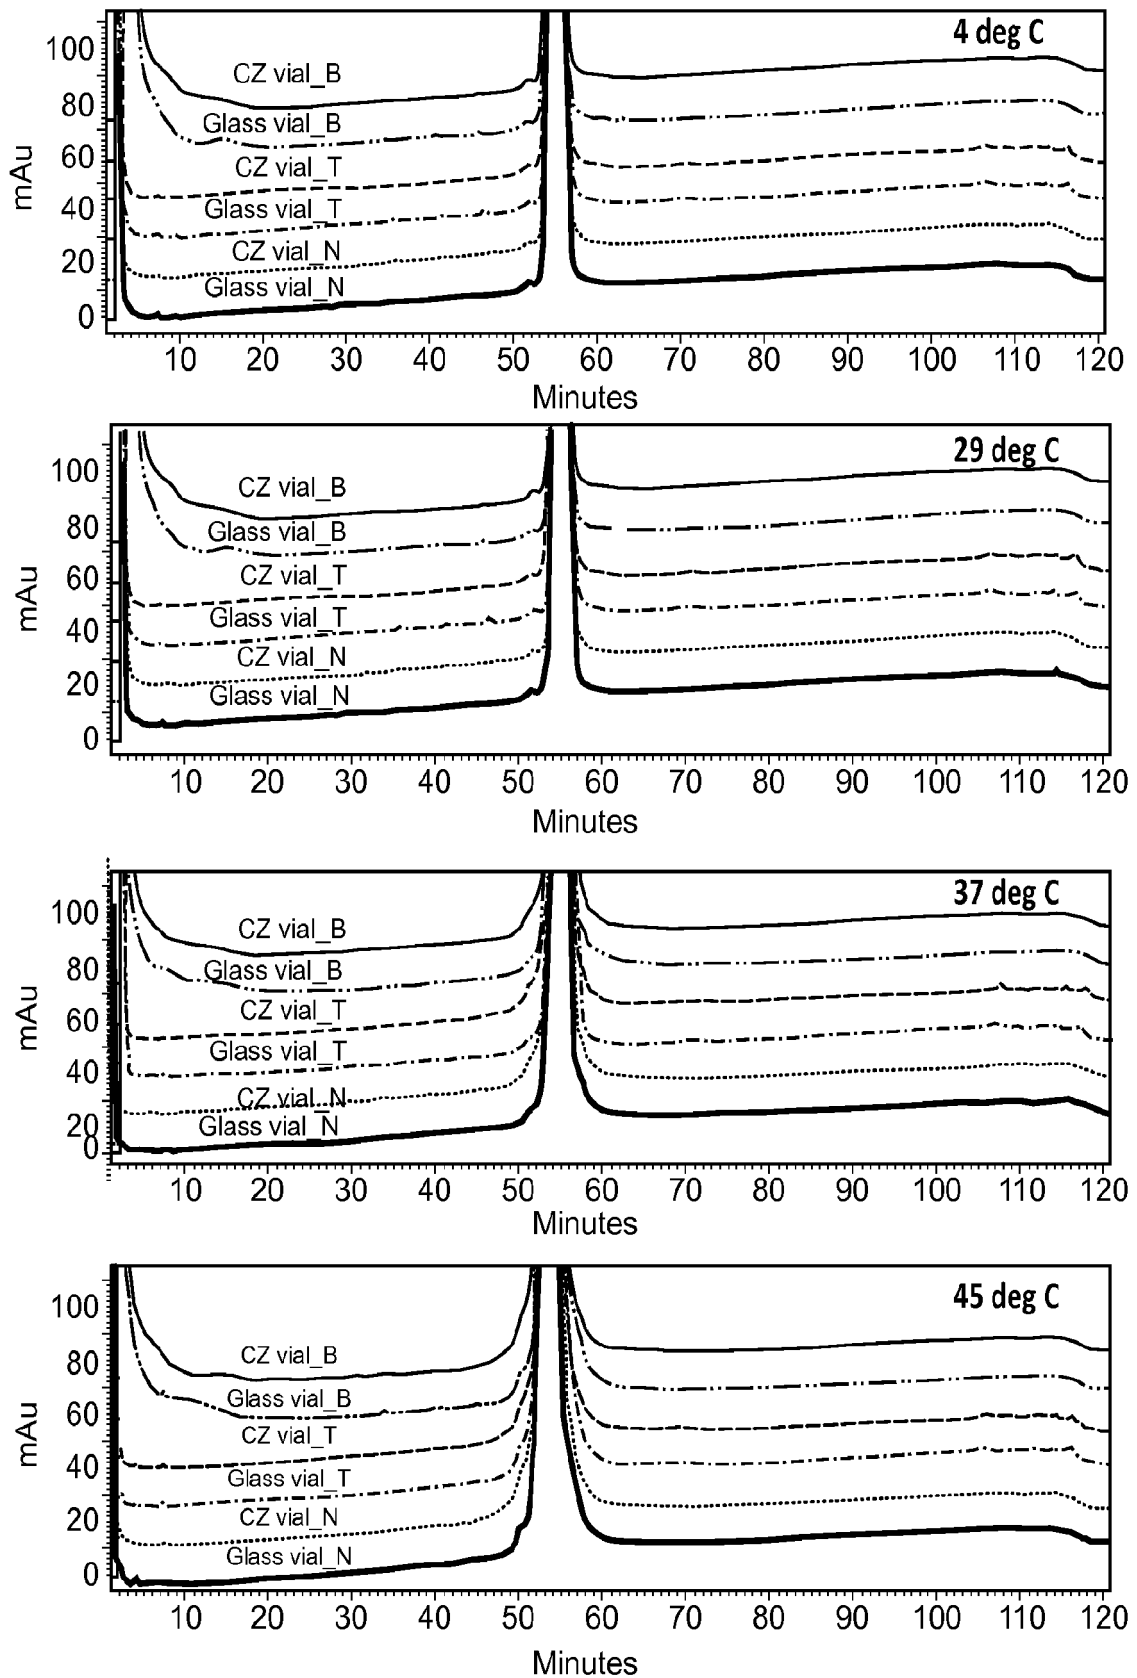 4 deg C
100
CZ vial_B
80
Glass vial_B
60
CZ vial_T
mAu
40
Glass vial_T
CZ vial_N
20
Glass vial_N
0
10 20 30 40 50 60 70 80 90 100 110 120
Minutes
29 deg C
100
CZ vial_B
80
Glass vial_B
60
CZ vial_T
mAu
40
Glass vial_T
CZ vial_N
20
Glass vial_N
0
10 20 30 40 50 60 70 80 90 100 110 120
Minutes
37 deg C
100
CZ vial_B
80
Glass vial_B
60
CZ vial_T
mAu
40
Glass vial_T
CZ vial_N
20
Glass vial_N
0
10 20 30 40 50 60 70 80 90 100 110 120
Minutes
45 deg C
100
CZ vial_B
80
Glass vial_B
60
CZ vial_T
mAu
40
Glass vial_T
CZ vial_N
20
Glass vial_N
0
10 20 30 40 50 60 70 80 90 100 110 120
Minutes